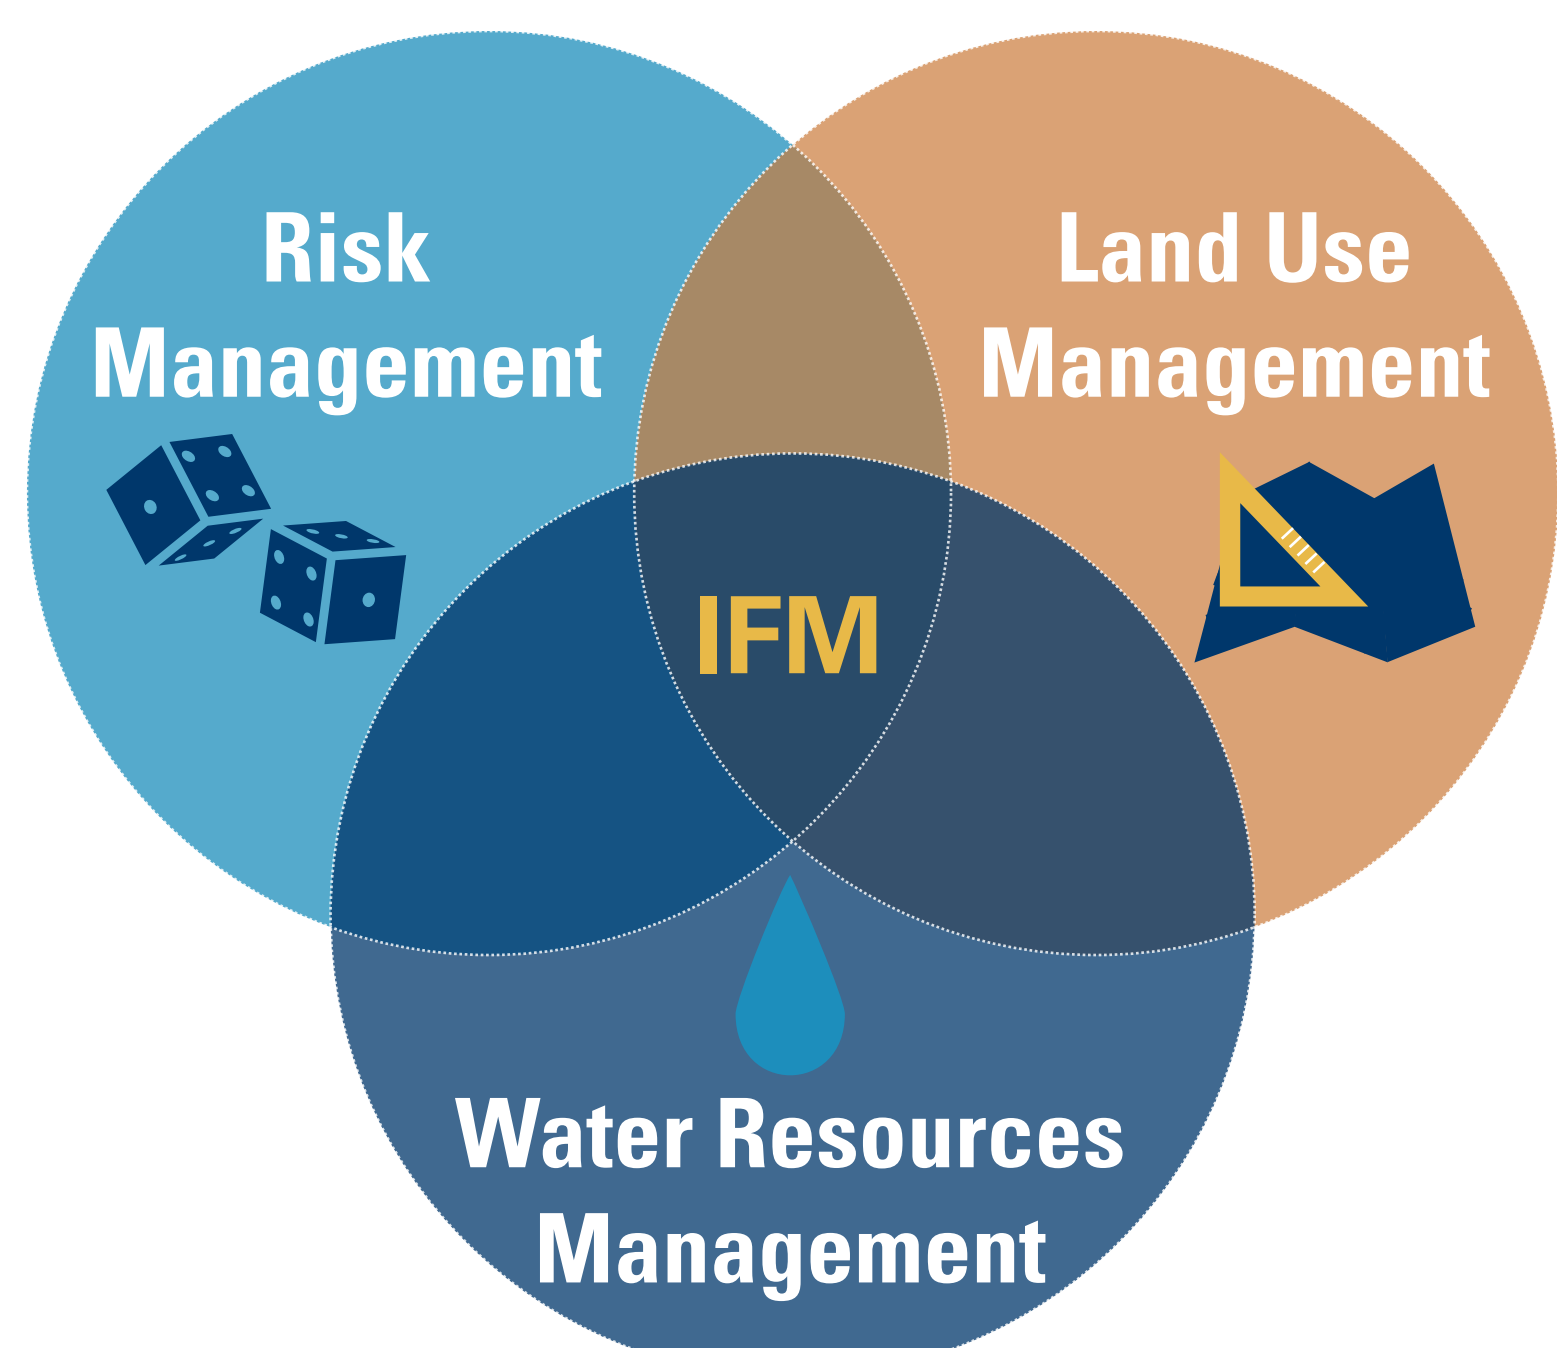 Risk
Management
Land Use
Management
IFM
Water Resources
Management